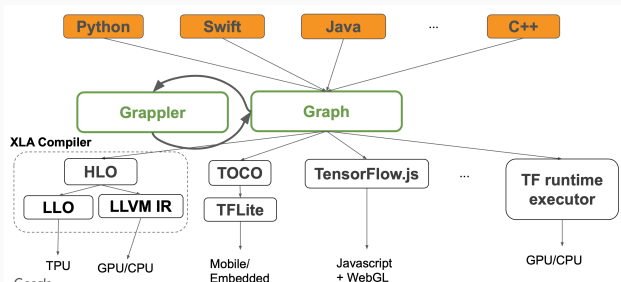 Python
Swift
Java
...
C++
Grappler
Graph
XLA Compiler
HLO
TOCO
TensorFlow.js
...
TF runtime
executor
LLO
LLVM IR
TFLite
TPU
GPU/CPU
Mobile/
Embedded
Javascript
+ WebGL
GPU/CPU